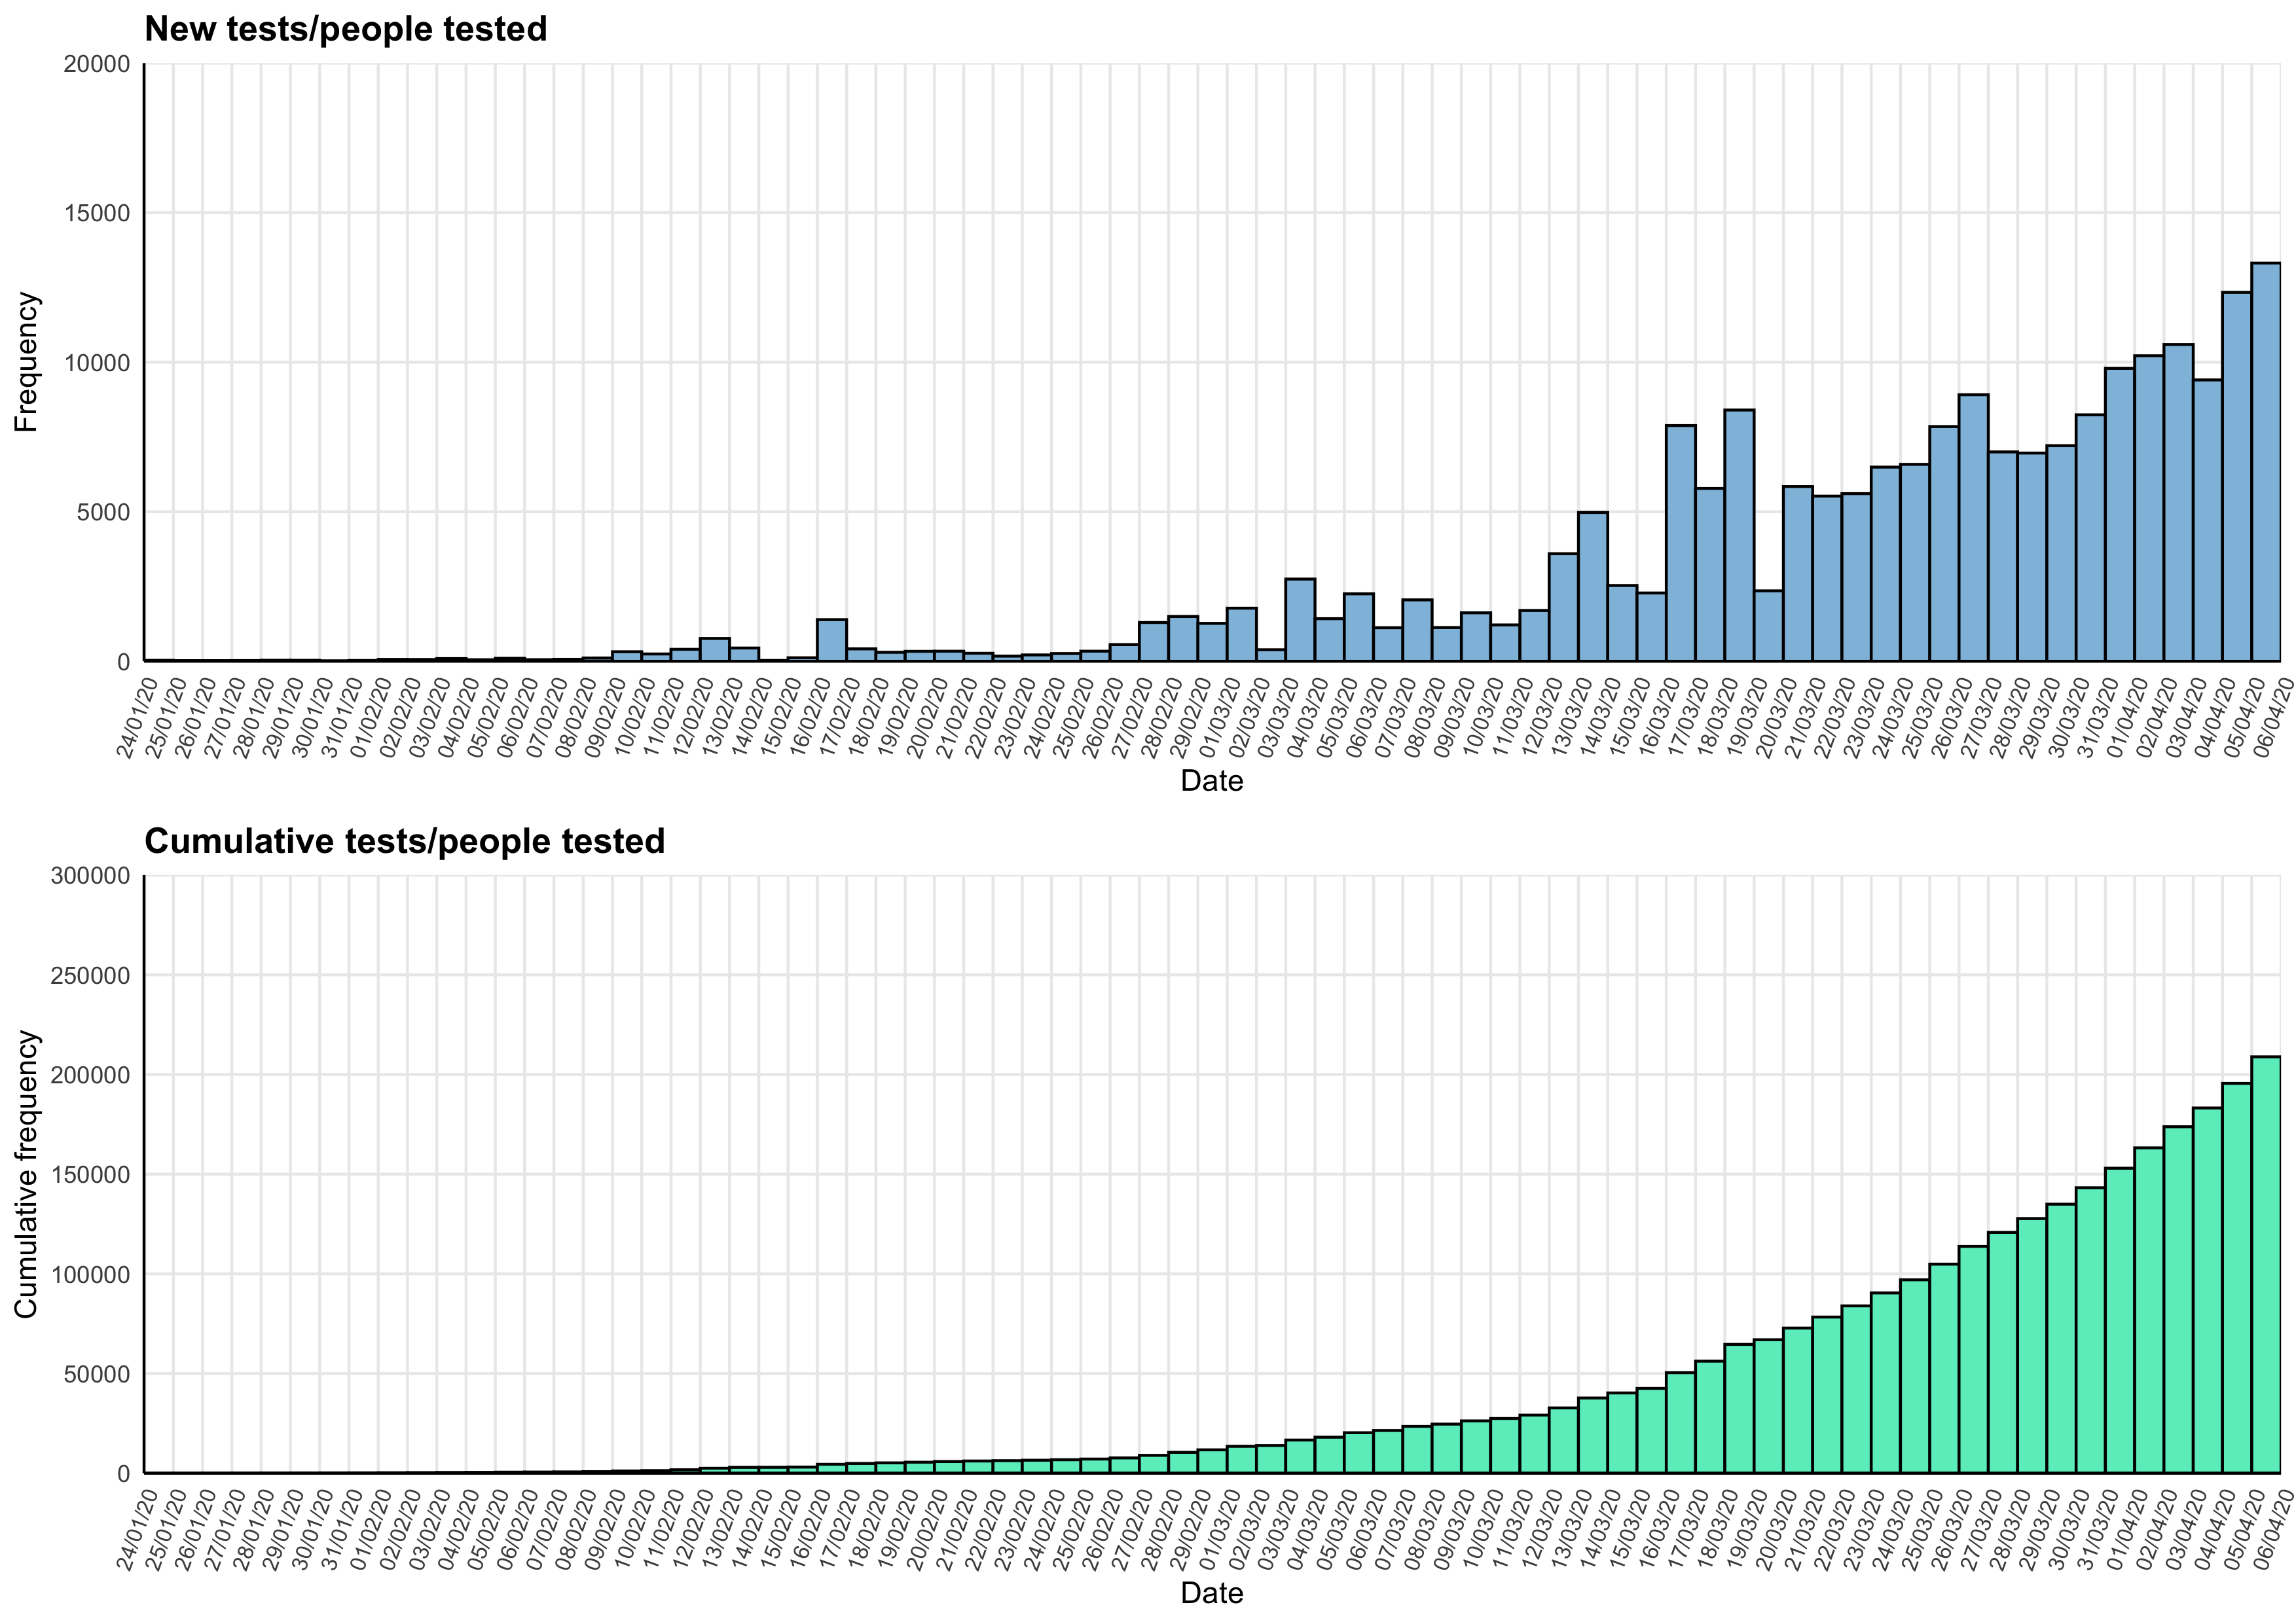 New tests/people tested
20000
15000
10000
5000
0
Frequency
24/01/20 25/01/20 26/01/20 27/01/20 28/01/20 29/01/20 30/01/20 31/01/20 01/02/20 02/02/20 03/02/20 04/02/20 05/02/20 06/02/20 07/02/20 08/02/20 09/02/20 10/02/20 11/02/20 12/02/20 13/02/20 14/02/20 15/02/20 16/02/20 17/02/20 18/02/20 19/02/20 20/02/20 21/02/20 22/02/20 23/02/20 24/02/20 25/02/20 26/02/20 27/02/20 28/02/20 29/02/20 01/03/20 02/03/20 03/03/20 04/03/20 05/03/20 06/03/20 07/03/20 08/03/20 09/03/20 10/03/20 11/03/20 12/03/20 13/03/20 14/03/20 15/03/20 16/03/20 17/03/20 18/03/20 19/03/20 20/03/20 21/03/20 22/03/20 23/03/20 24/03/20 25/03/20 26/03/20 27/03/20 28/03/20 29/03/20 30/03/20 31/03/20 01/04/20 02/04/20 03/04/20 04/04/20 05/04/20 06/04/20
Date
Cumulative tests/people tested
300000
250000
200000
150000
100000
50000
0
Cumulative frequency
24/01/20 25/01/20 26/01/20 27/01/20 28/01/20 29/01/20 30/01/20 31/01/20 01/02/20 02/02/20 03/02/20 04/02/20 05/02/20 06/02/20 07/02/20 08/02/20 09/02/20 10/02/20 11/02/20 12/02/20 13/02/20 14/02/20 15/02/20 16/02/20 17/02/20 18/02/20 19/02/20 20/02/20 21/02/20 22/02/20 23/02/20 24/02/20 25/02/20 26/02/20 27/02/20 28/02/20 29/02/20 01/03/20 02/03/20 03/03/20 04/03/20 05/03/20 06/03/20 07/03/20 08/03/20 09/03/20 10/03/20 11/03/20 12/03/20 13/03/20 14/03/20 15/03/20 16/03/20 17/03/20 18/03/20 19/03/20 20/03/20 21/03/20 22/03/20 23/03/20 24/03/20 25/03/20 26/03/20 27/03/20 28/03/20 29/03/20 30/03/20 31/03/20 01/04/20 02/04/20 03/04/20 04/04/20 05/04/20 06/04/20
Date